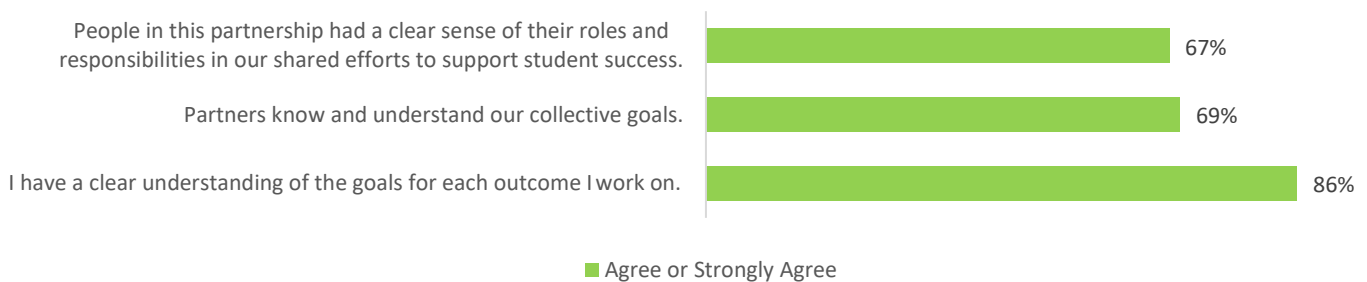 People in this partnership had a clear sense of their roles and
responsibilities in our shared efforts to support student success.
67%
Partners know and understand our collective goals.
69%
I have a clear understanding of the goals for each outcome I work on.
86%
Agree or Strongly Agree